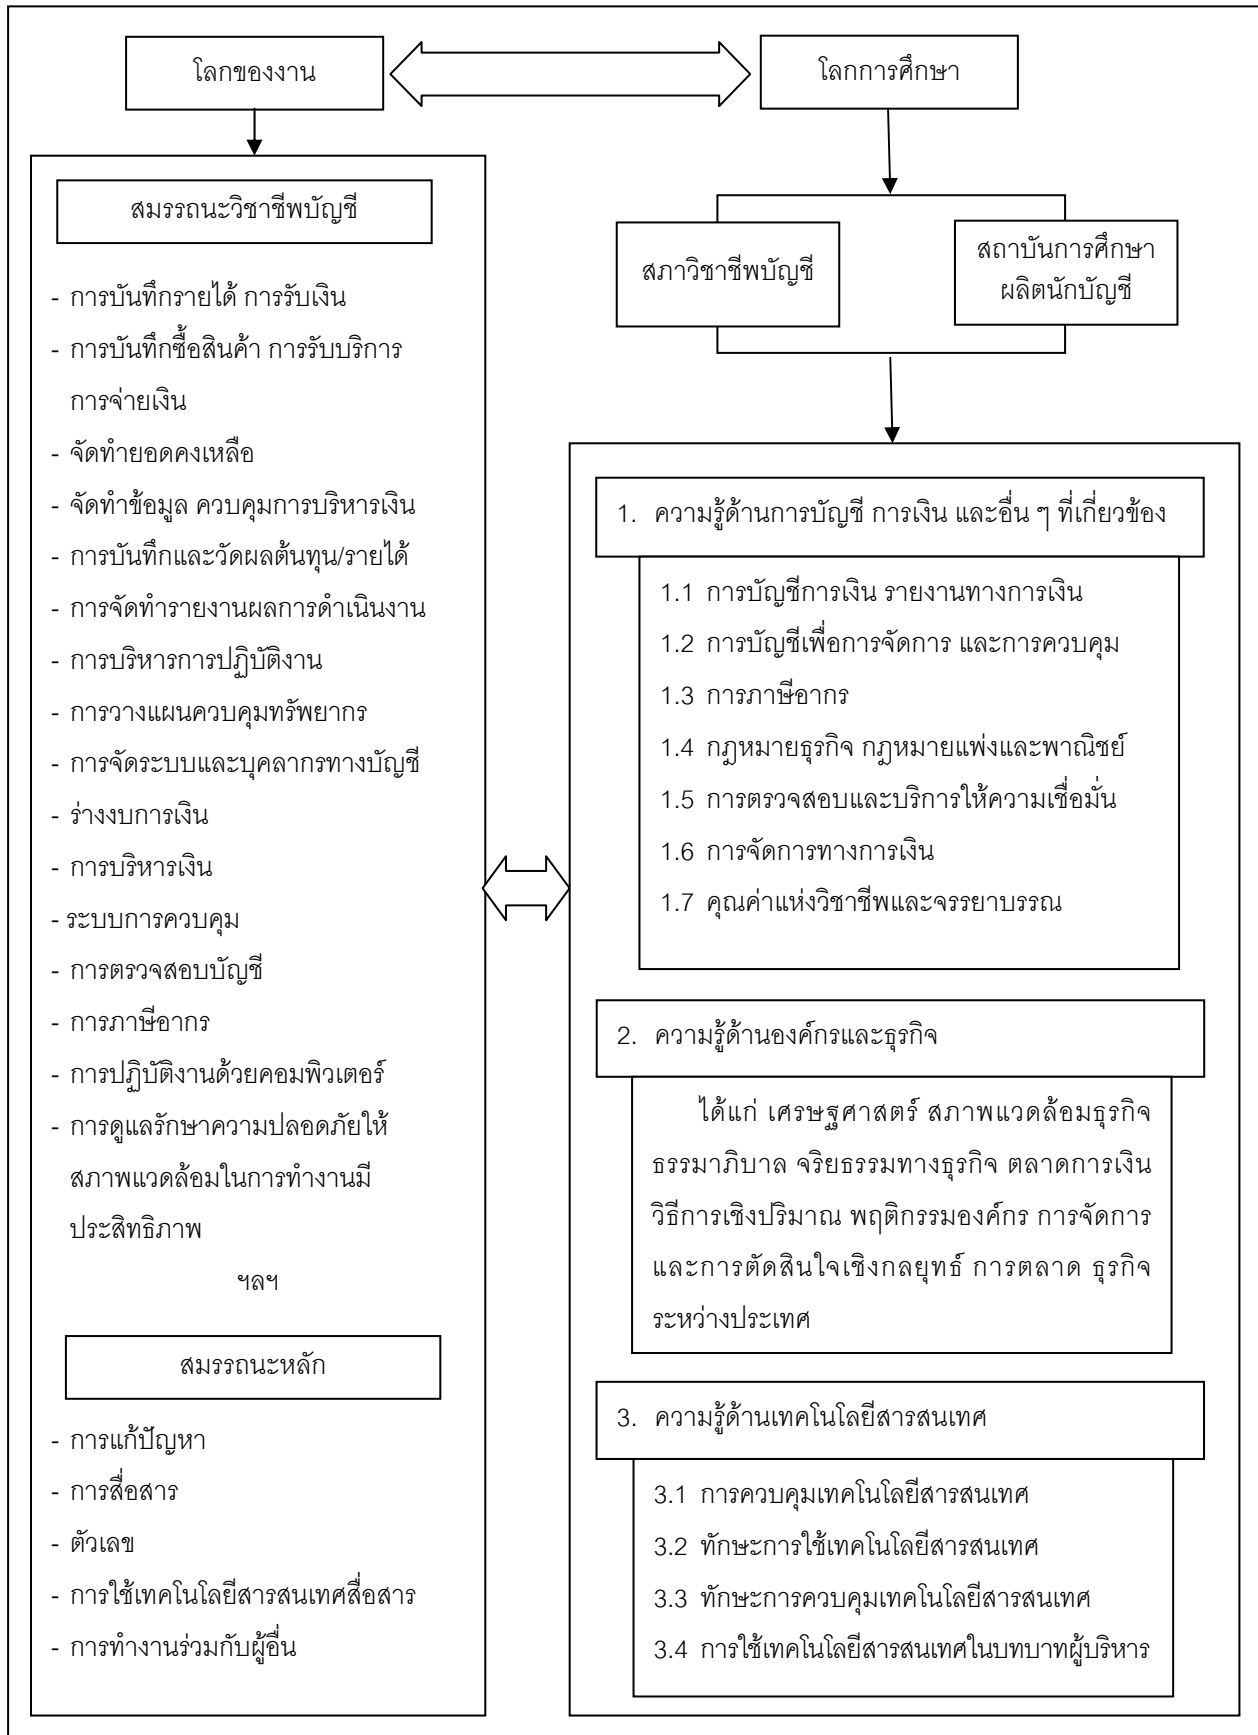 โลกของงาน
โลกการศึกษา
สมรรถนะวิชาชีพบัญชี
- การบันทึกรายได้ การรับเงิน
- การบันทึกซื้อสินค้า การรับบริการ
การจ่ายเงิน
- จัดทำยอดคงเหลือ
- จัดทำข้อมูล ควบคุมการบริหารเงิน
- การบันทึกและวัดผลต้นทุน/รายได้
- การจัดทำรายงานผลการดำเนินงาน
- การบริหารการปฏิบัติงาน
- การวางแผนควบคุมทรัพยากร
- การจัดระบบและบุคลากรทางบัญชี
- ร่างงบการเงิน
- การบริหารเงิน
- ระบบการควบคุม
- การตรวจสอบบัญชี
- การภาษีอากร
- การปฏิบัติงานด้วยคอมพิวเตอร์
- การดูแลรักษาความปลอดภัยให้
สภาพแวดล้อมในการทำงานมี
ประสิทธิภาพ
ฯลฯ
สมรรถนะหลัก
- การแก้ปัญหา
- การสื่อสาร
- ตัวเลข
- การใช้เทคโนโลยีสารสนเทศสื่อสาร
- การทำงานร่วมกับผู้อื่น
สภาวิชาชีพบัญชี
สถาบันการศึกษา
ผลิตนักบัญชี
1. ความรู้ด้านการบัญชี การเงิน และอื่น ๆ ที่เกี่ยวข้อง
1.1 การบัญชีการเงิน รายงานทางการเงิน
1.2 การบัญชีเพื่อการจัดการ และการควบคุม
1.3 การภาษีอากร
1.4 กฎหมายธุรกิจ กฎหมายแพ่งและพาณิชย์
1.5 การตรวจสอบและบริการให้ความเชื่อมั่น
1.6 การจัดการทางการเงิน
1.7 คุณค่าแห่งวิชาชีพและจรรยาบรรณ
2. ความรู้ด้านองค์กรและธุรกิจ
ได้แก่ เศรษฐศาสตร์ สภาพแวดล้อมธุรกิจ
ธรรมาภิบาล จริยธรรมทางธุรกิจ ตลาดการเงิน
วิธีการเชิงปริมาณ พฤติกรรมองค์กร การจัดการ
และการตัดสินใจเชิงกลยุทธ์ การตลาด ธุรกิจ
ระหว่างประเทศ
3. ความรู้ด้านเทคโนโลยีสารสนเทศ
3.1 การควบคุมเทคโนโลยีสารสนเทศ
3.2 ทักษะการใช้เทคโนโลยีสารสนเทศ
3.3 ทักษะการควบคุมเทคโนโลยีสารสนเทศ
3.4 การใช้เทคโนโลยีสารสนเทศในบทบาทผู้บริหาร